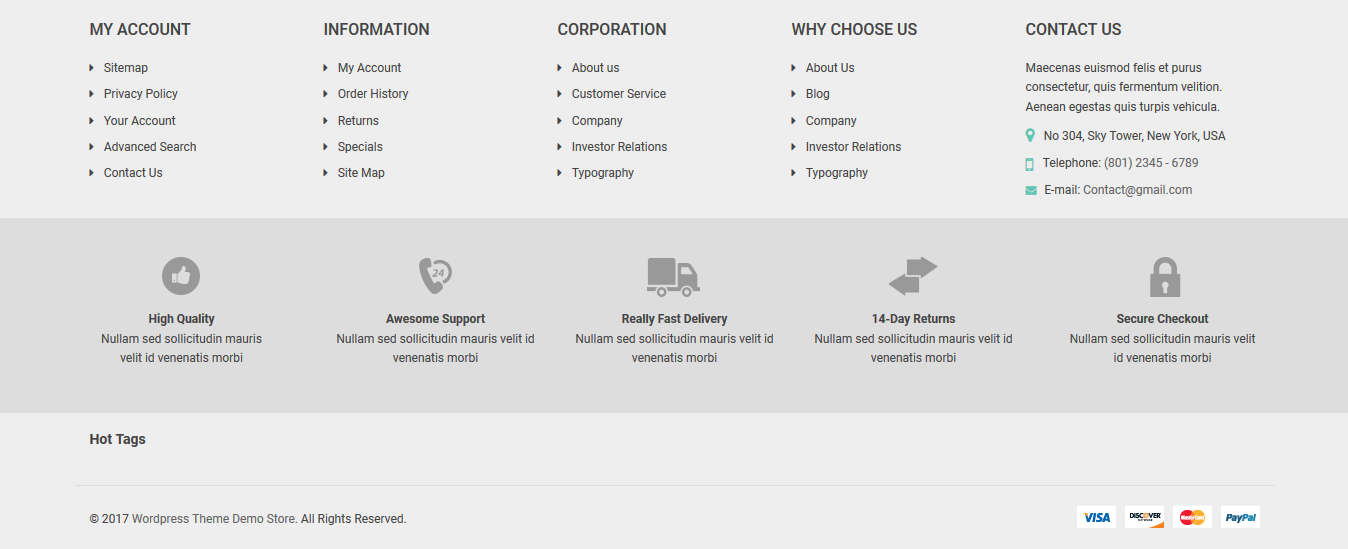 MY ACCOUNT
Sitemap
Privacy Policy
Your Account
Advanced Search
Contact Us
INFORMATION
My Account
Order History
Returns
Specials
Site Map
CORPORATION
About us
Customer Service
Company
Investor Relations
Typography
WHY CHOOSE US
About Us
Blog
Company
Investor Relations
Typography
CONTACT US
Maecenas euismod felis et purus
consectetur, quis fermentum velition.
Aenean egestas quis turpis vehicula.
No 304, Sky Tower, New York, USA
Telephone: (801) 2345 - 6789
E-mail: Contact@gmail.com
High Quality
Nullam sed sollicitudin mauris
velit id venenatis morbi
24
Awesome Support
Nullam sed sollicitudin mauris velit id
venenatis morbi
Really Fast Delivery
Nullam sed sollicitudin mauris velit id
venenatis morbi
14-Day Returns
Nullam sed sollicitudin mauris velit id
venenatis morbi
Secure Checkout
Nullam sed sollicitudin mauris velit
id venenatis morbi
Hot Tags
© 2017 Wordpress Theme Demo Store. All Rights Reserved.
VISA
DISCOVER
MasterCard
PayPal